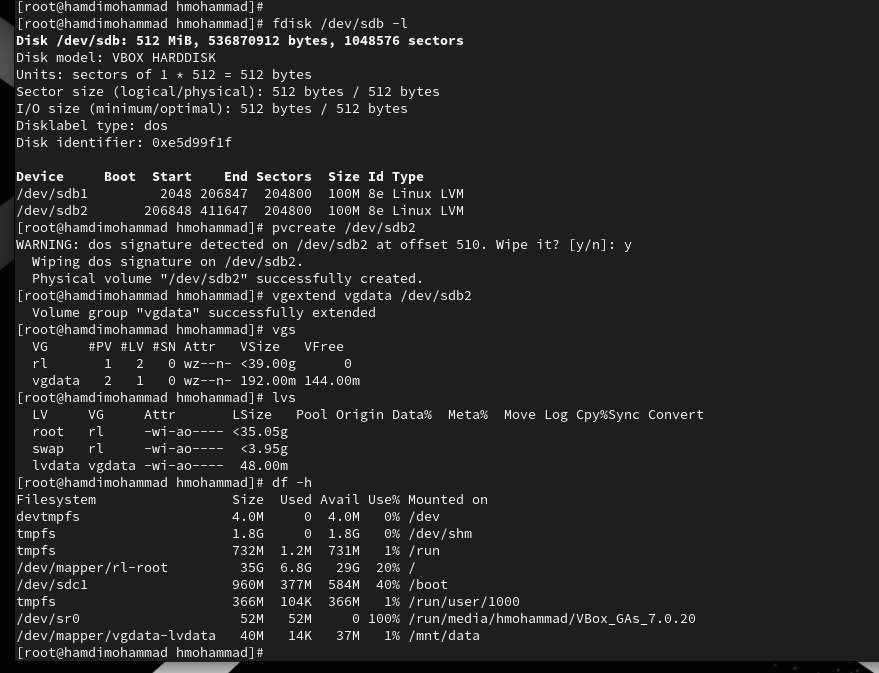 [root@hamdimohammad hmohammad]#
[root@hamdimohammad hmohammad]# fdisk /dev/sdb -l
Disk /dev/sdb: 512 MiB, 536870912 bytes, 1048576 sectors
Disk model: VBOX HARDDISK
Units: sectors of 1 * 512 = 512 bytes
Sector size (logical/physical): 512 bytes / 512 bytes
I/O size (minimum/optimal): 512 bytes / 512 bytes
Disklabel type: dos
Disk identifier: 0xe5d99f1f
Device     Boot  Start    End Sectors  Size Id Type
/dev/sdb1         2048 206847  204800  100M 8e Linux LVM
/dev/sdb2       206848 411647  204800  100M 8e Linux LVM
[root@hamdimohammad hmohammad]# pvcreate /dev/sdb2
WARNING: dos signature detected on /dev/sdb2 at offset 510. Wipe it? [y/n]: y
  Wiping dos signature on /dev/sdb2.
  Physical volume "/dev/sdb2" successfully created.
[root@hamdimohammad hmohammad]# vgextend vgdata /dev/sdb2
  Volume group "vgdata" successfully extended
[root@hamdimohammad hmohammad]# vgs
  VG     #PV #LV #SN Attr   VSize   VFree
  rl       1   2   0 wz--n- <39.00g      0
  vgdata   2   1   0 wz--n- 192.00m 144.00m
[root@hamdimohammad hmohammad]# lvs
  LV     VG     Attr       LSize   Pool Origin Data%  Meta%  Move Log Cpy%Sync Convert
  root   rl     -wi-ao---- <35.05g
  swap   rl     -wi-ao----  <3.95g
  lvdata vgdata -wi-ao----  48.00m
[root@hamdimohammad hmohammad]# df -h
Filesystem                 Size  Used Avail Use% Mounted on
devtmpfs                   4.0M     0  4.0M   0% /dev
tmpfs                      1.8G     0  1.8G   0% /dev/shm
tmpfs                      732M  1.2M  731M   1% /run
/dev/mapper/rl-root         35G  6.8G   29G  20% /
/dev/sdc1                  960M  377M  584M  40% /boot
tmpfs                      366M  104K  366M   1% /run/user/1000
/dev/sr0                    52M   52M     0 100% /run/media/hmohammad/VBox_GAs_7.0.20
/dev/mapper/vgdata-lvdata   40M   14K   37M   1% /mnt/data
[root@hamdimohammad hmohammad]#